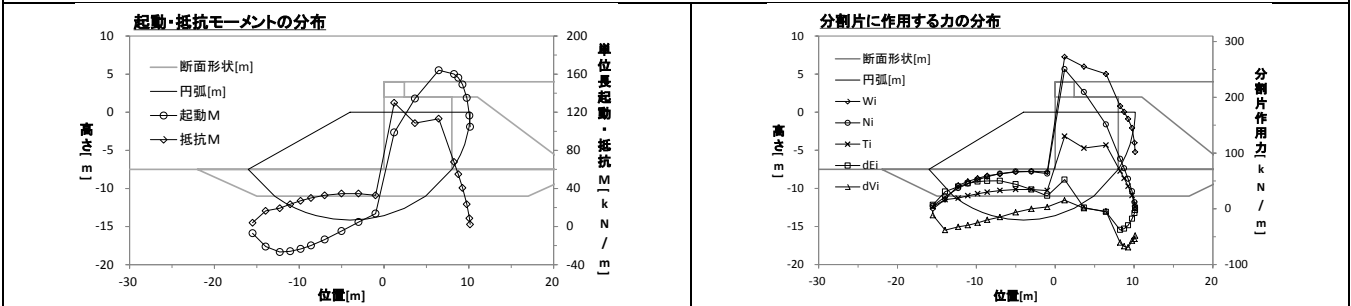 起動・抵抗モーメントの分布
10
5
0
-5
-10
-15
-20
-30
-20
-10
0
10
20
200
160
120
80
40
0
-40
断面形状[m]
円弧[m]
起動M
抵抗M
高さ[m]
位置[m]
単位長起動・抵抗M[kN/m]
分割片に作用する力の分布
10
5
0
-5
-10
-15
-20
-30
-20
-10
0
10
20
300
200
100
0
-100
断面形状[m]
円弧[m]
Wi
Ni
Ti
dEi
dVi
高さ[m]
位置[m]
分割片作用力[kN/m]